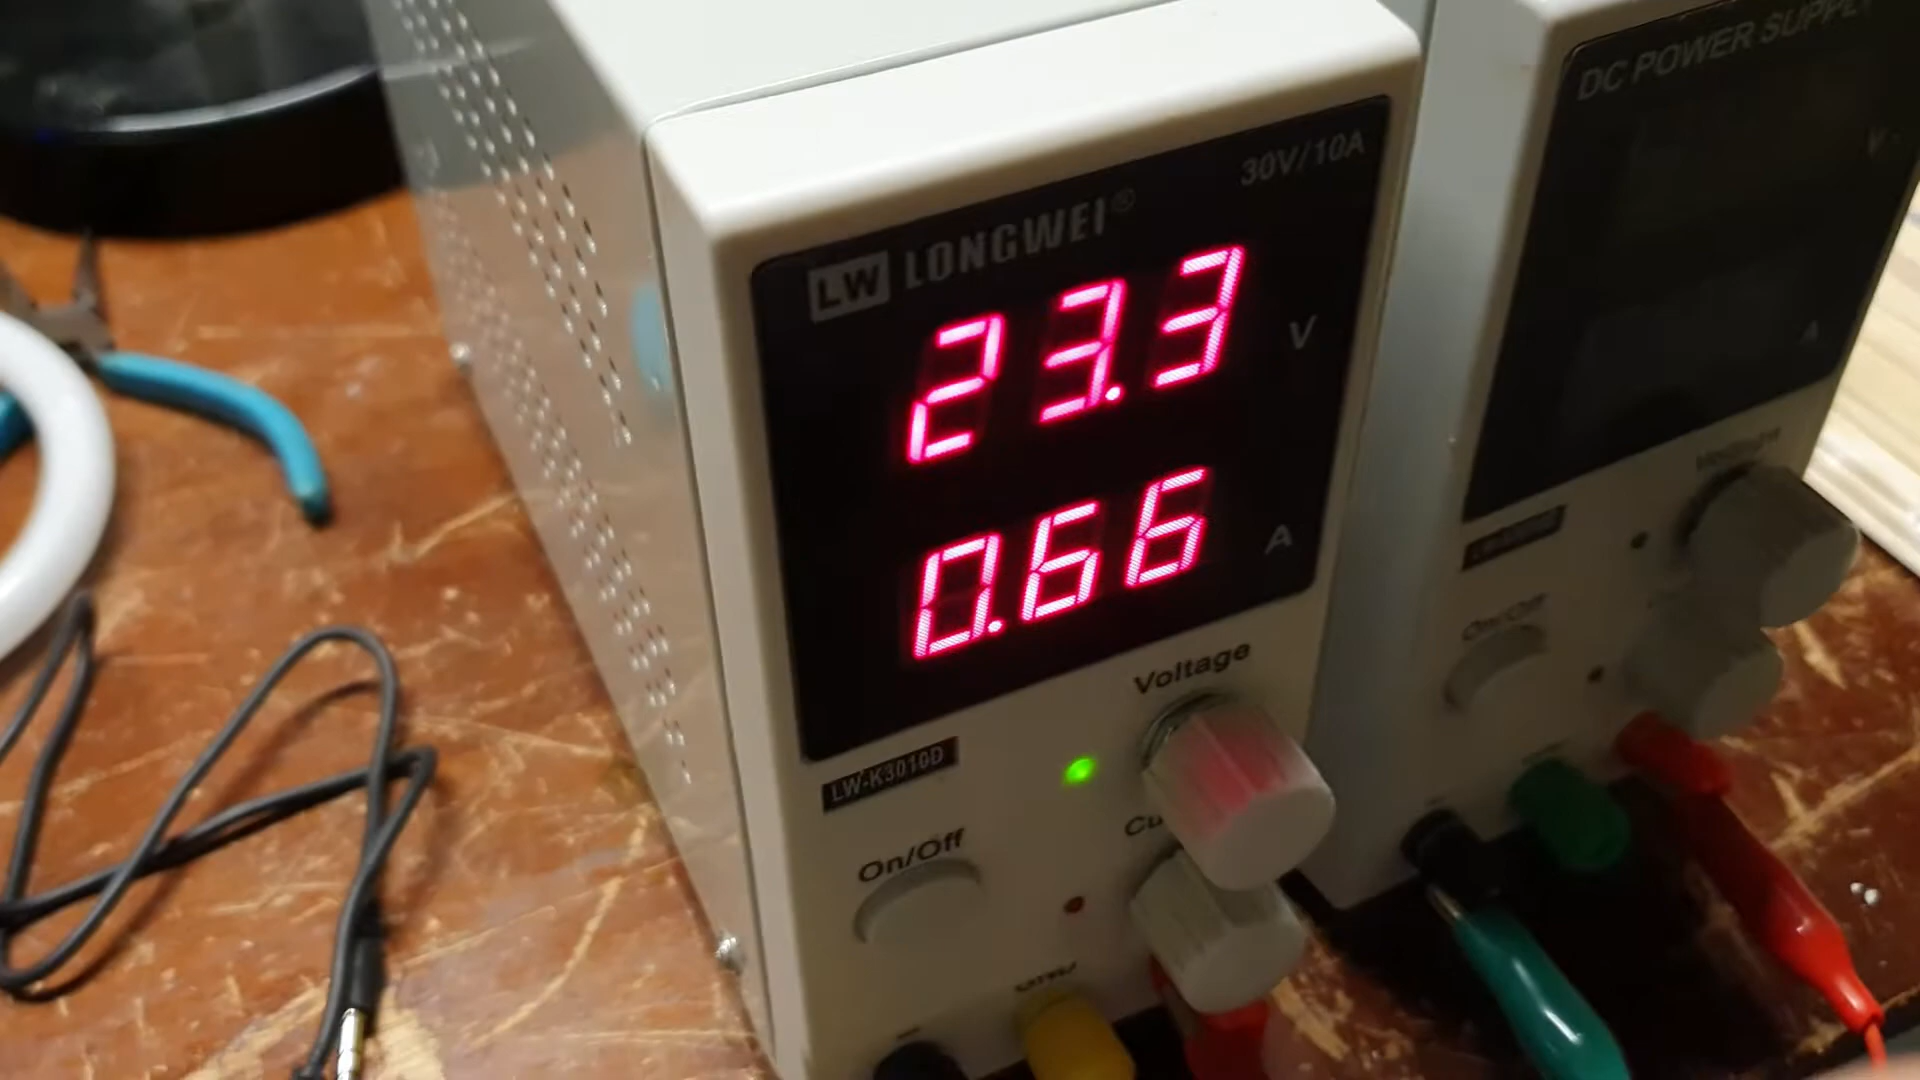 30V/10A
LW LONGWEI®
23.3 V
0.66 A
Voltage
LW-K3010D
On/Off
DC POWER SUPPLY
V
A
On/Off